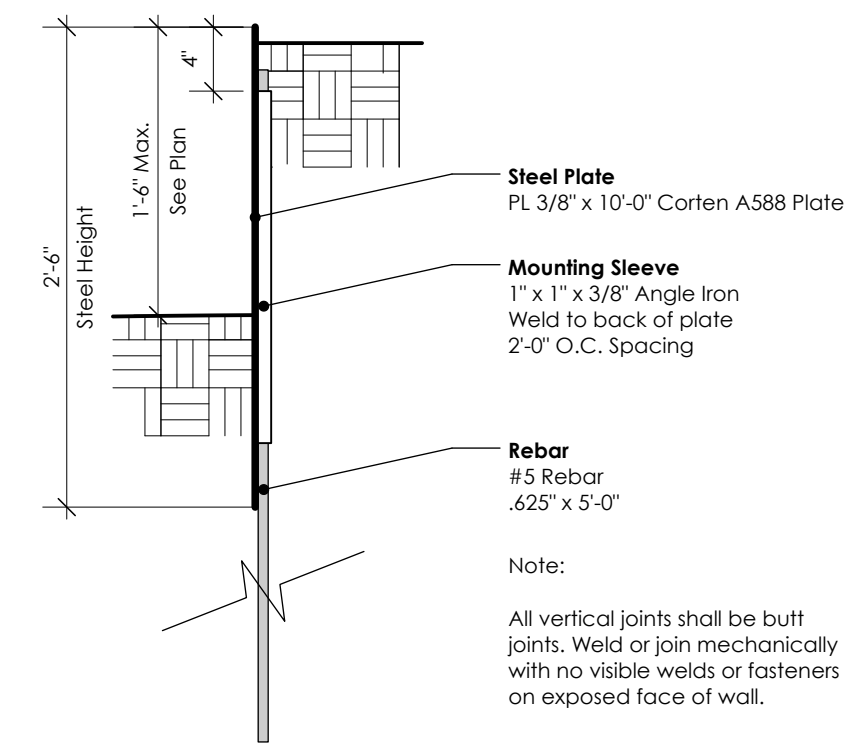 4"
1'-6" Max.
See Plan
2'-6"
Steel Height
Steel Plate
PL 3/8" x 10'-0" Corten A588 Plate
Mounting Sleeve
1" x 1" x 3/8" Angle Iron
Weld to back of plate
2'-0" O.C. Spacing
Rebar
#5 Rebar
.625" x 5'-0"
Note:
All vertical joints shall be butt
joints. Weld or join mechanically
with no visible welds or fasteners
on exposed face of wall.